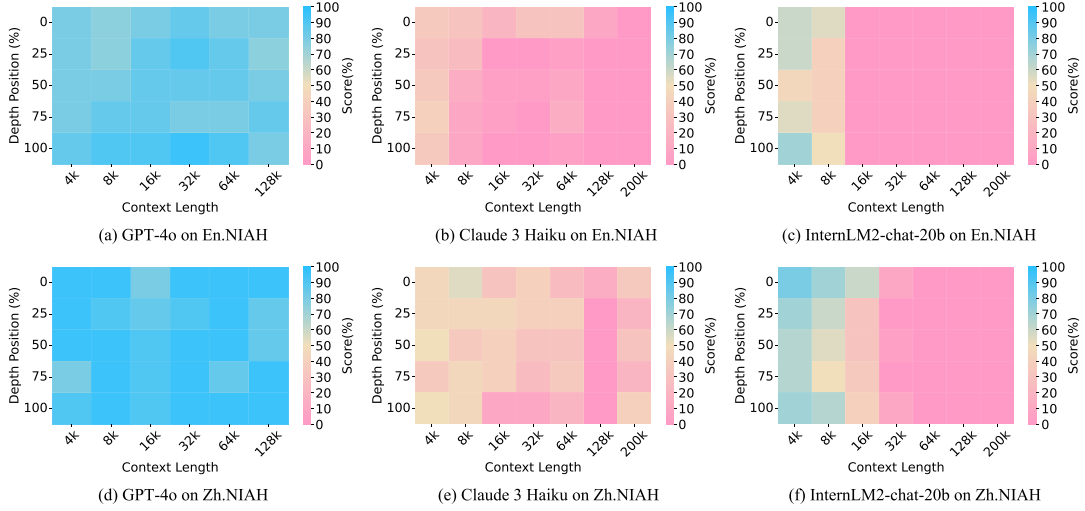 Depth Position (%)
0
25
50
75
100
4k
8k
16k
32k
64k
128k
Context Length
100
90
80
70
60
50
40
30
20
10
0
Score(%)
(a) GPT-4o on En.NIAH
Depth Position (%)
0
25
50
75
100
4k
8k
16k
32k
64k
128k
200k
Context Length
100
90
80
70
60
50
40
30
20
10
0
Score(%)
(b) Claude 3 Haiku on En.NIAH
Depth Position (%)
0
25
50
75
100
4k
8k
16k
32k
64k
128k
200k
Context Length
100
90
80
70
60
50
40
30
20
10
0
Score(%)
(c) InternLM2-chat-20b on En.NIAH
Depth Position (%)
0
25
50
75
100
4k
8k
16k
32k
64k
128k
Context Length
100
90
80
70
60
50
40
30
20
10
0
Score(%)
(d) GPT-4o on Zh.NIAH
Depth Position (%)
0
25
50
75
100
4k
8k
16k
32k
64k
128k
200k
Context Length
100
90
80
70
60
50
40
30
20
10
0
Score(%)
(e) Claude 3 Haiku on Zh.NIAH
Depth Position (%)
0
25
50
75
100
4k
8k
16k
32k
64k
128k
200k
Context Length
100
90
80
70
60
50
40
30
20
10
0
Score(%)
(f) InternLM2-chat-20b on Zh.NIAH